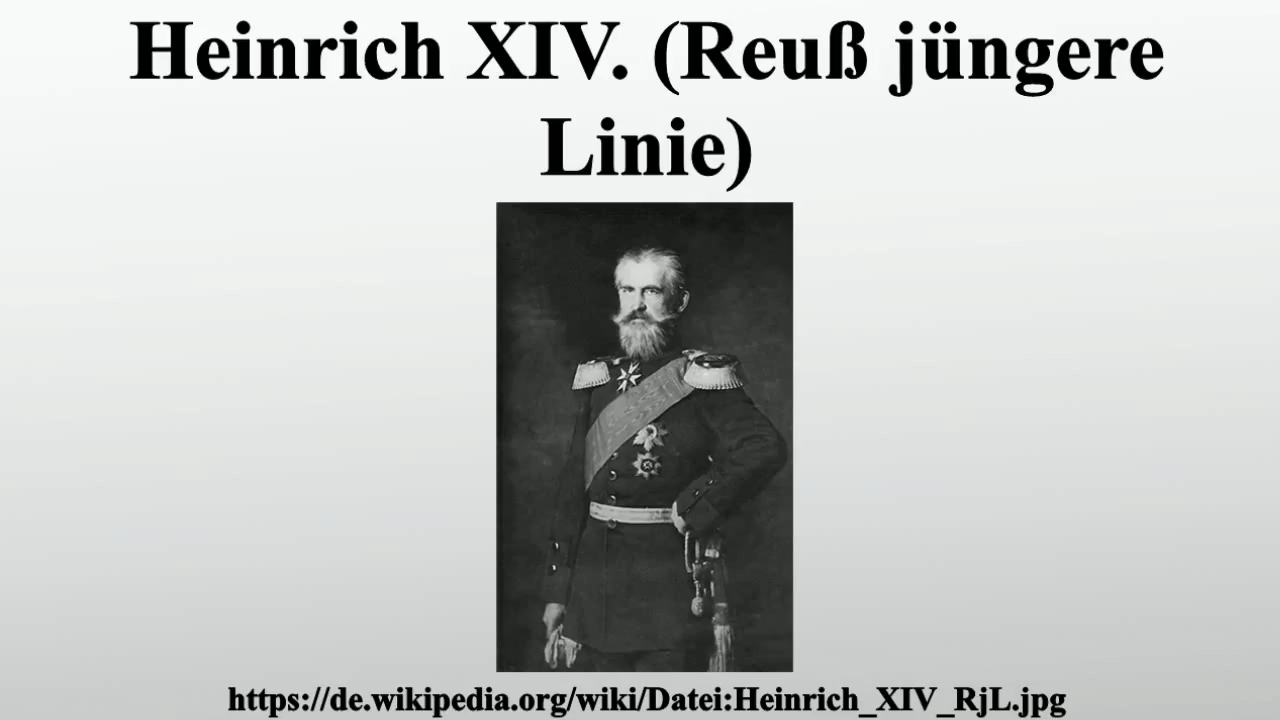 Heinrich XIV. (Reuß jüngere
Linie)
https://de.wikipedia.org/wiki/Datei:Heinrich_XIV_RjL.jpg